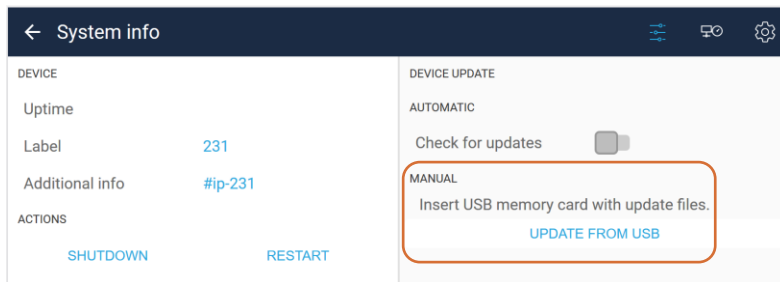 System info
DEVICE
Uptime
Label 231
Additional info #ip-231
ACTIONS
SHUTDOWN RESTART
DEVICE UPDATE
AUTOMATIC
Check for updates
MANUAL
Insert USB memory card with update files.
UPDATE FROM USB